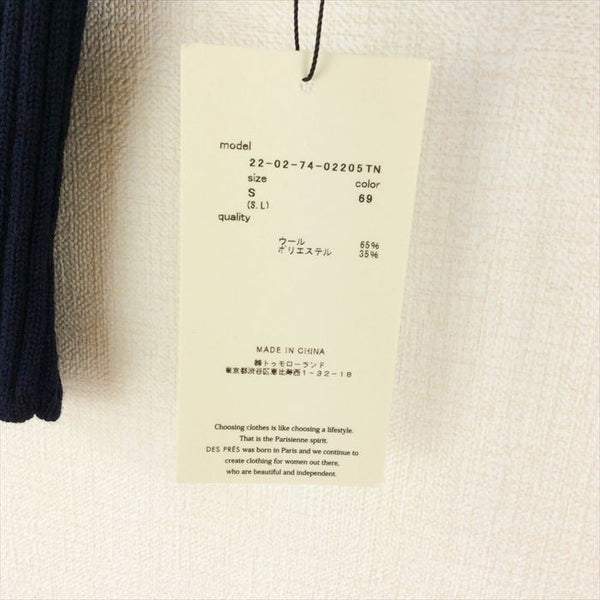 model
22-02-74-02205TN
size color
S 69
(S.L)
quality
ウール 65%
ポリエステル 35%
MADE IN CHINA
㈱トゥモローランド
東京都渋谷区恵比寿西1-32-18
Choosing clothes is like choosing a lifestyle.
That is the Parisienne spirit.
DES PRÉS was born in Paris and we continue to
create clothing for women out there,
who are beautiful and independent.